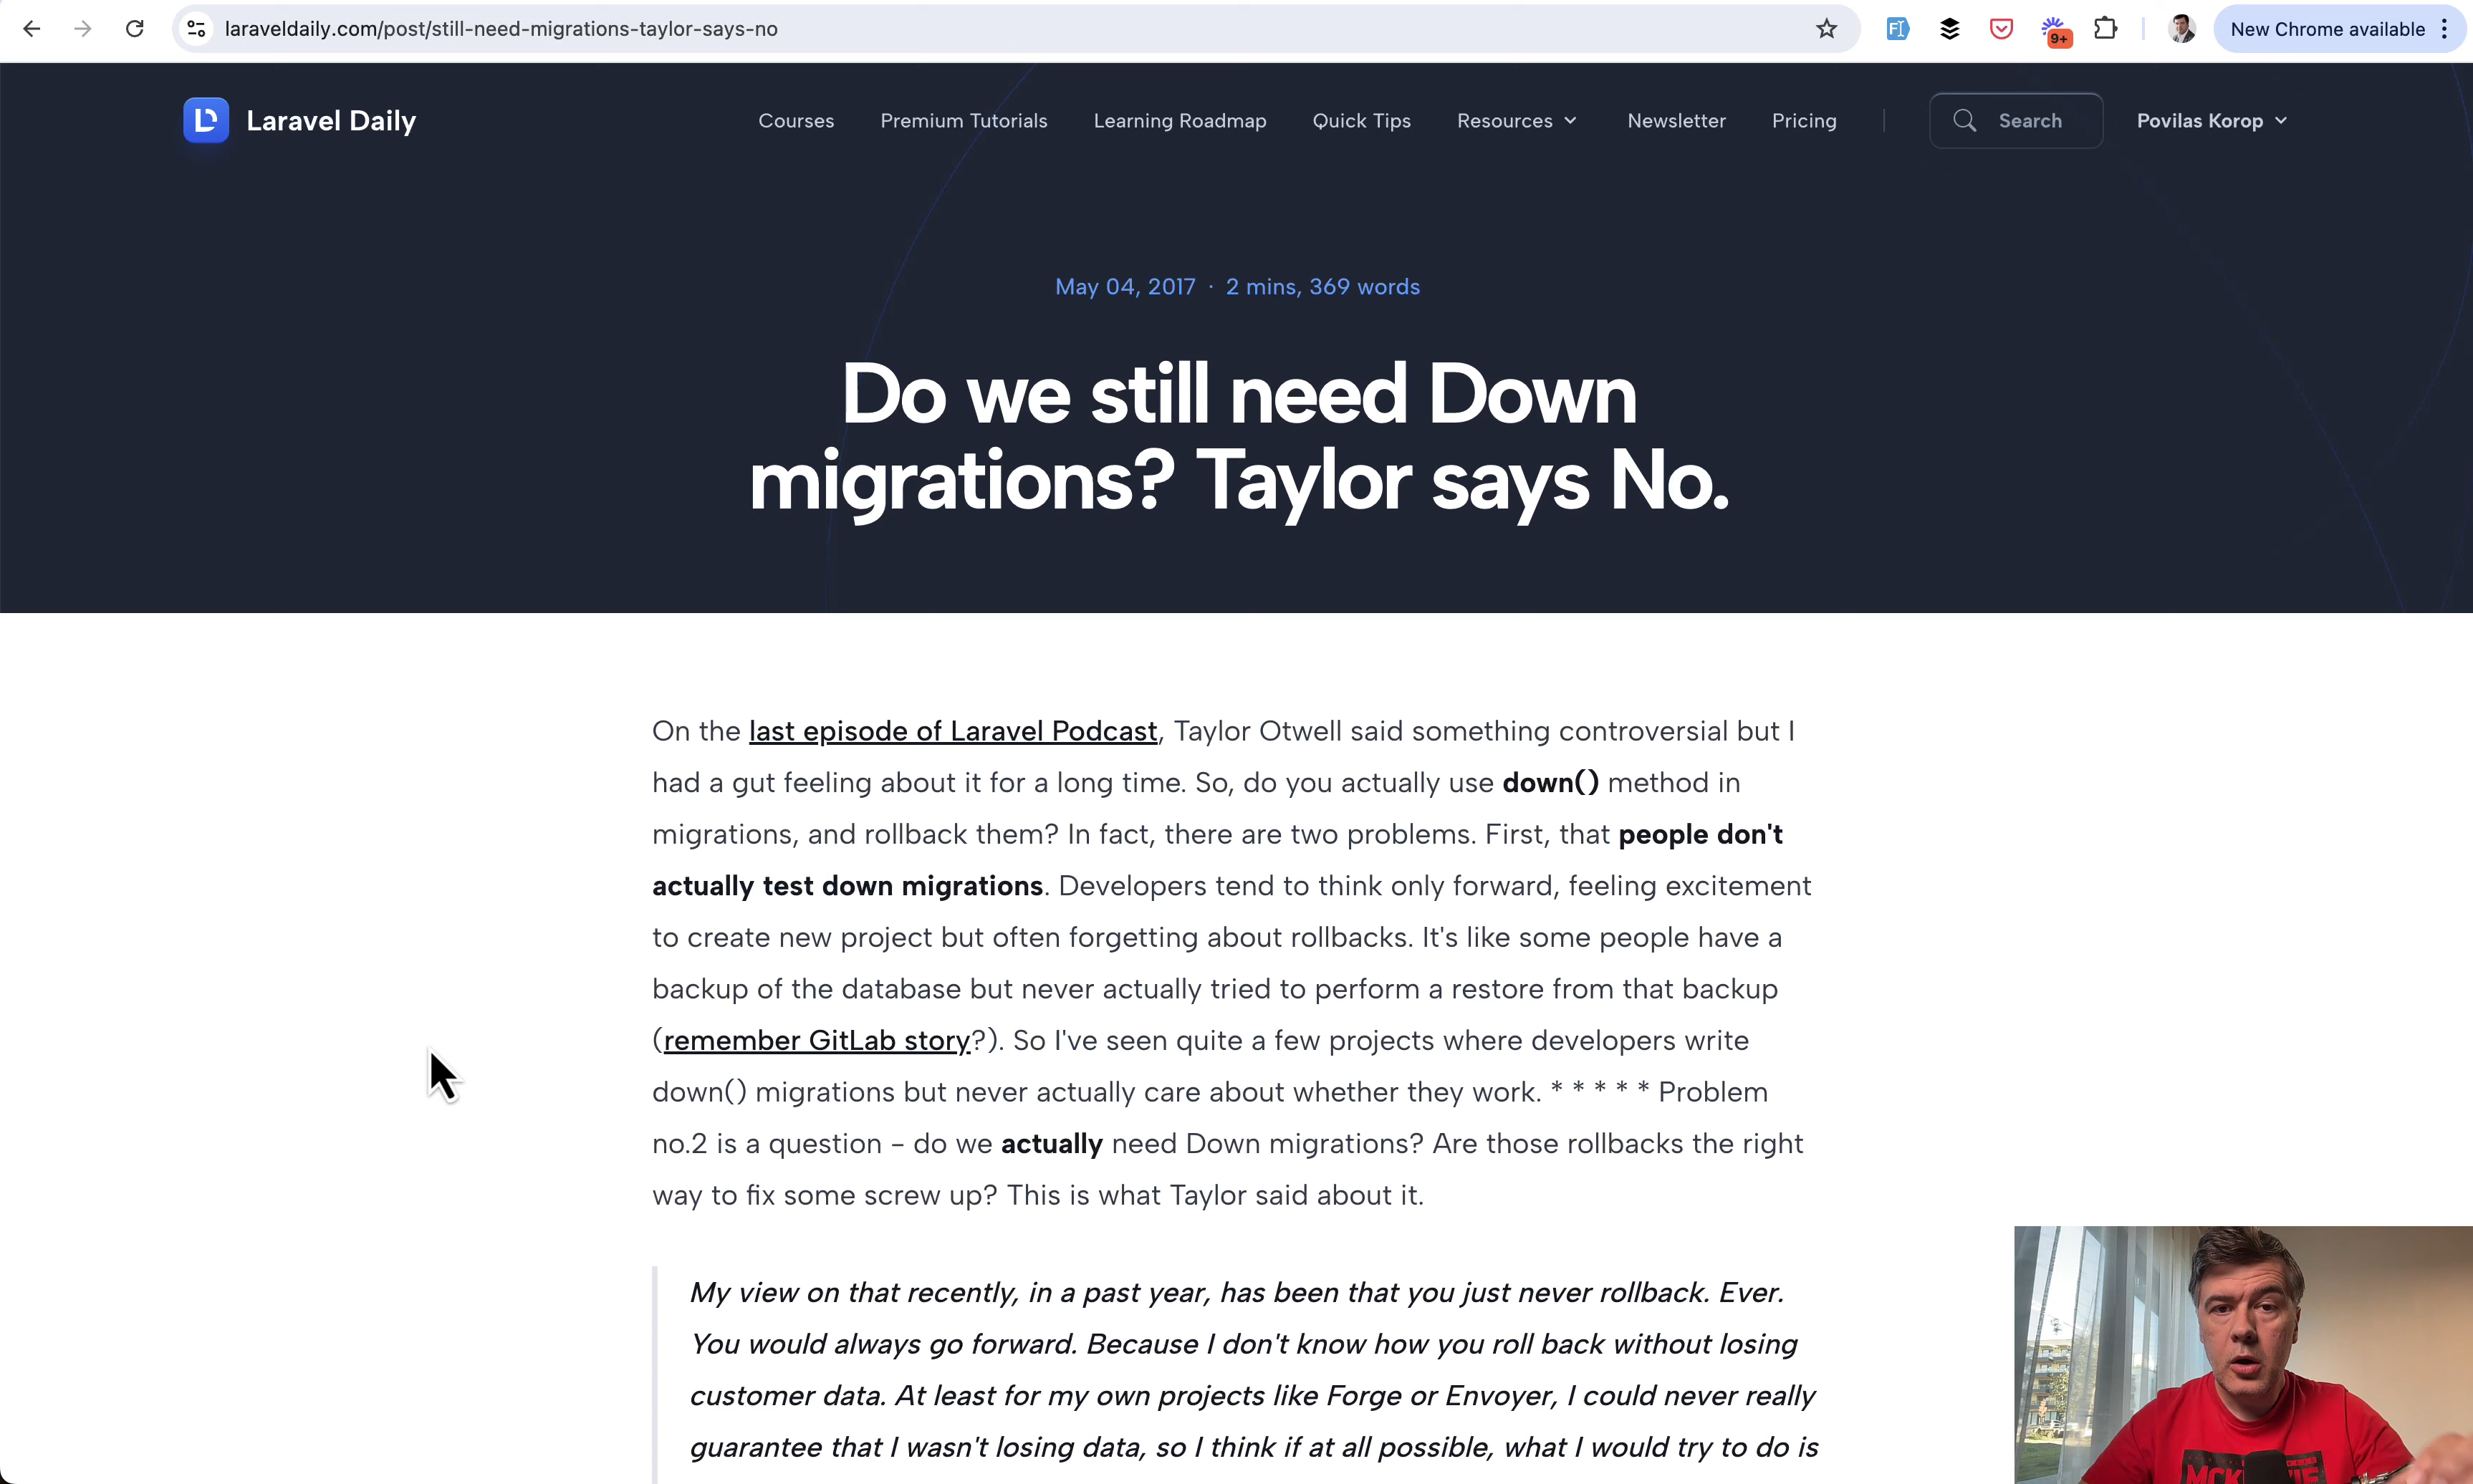 laraveldaily.com/post/still-need-migrations-taylor-says-no
9+
New Chrome available
Laravel Daily
Courses
Premium Tutorials
Learning Roadmap
Quick Tips
Resources
Newsletter
Pricing
Search
Povilas Korop
May 04, 2017 · 2 mins, 369 words
Do we still need Down
migrations? Taylor says No.
On the last episode of Laravel Podcast, Taylor Otwell said something controversial but I
had a gut feeling about it for a long time. So, do you actually use down() method in
migrations, and rollback them? In fact, there are two problems. First, that people don't
actually test down migrations. Developers tend to think only forward, feeling excitement
to create new project but often forgetting about rollbacks. It's like some people have a
backup of the database but never actually tried to perform a restore from that backup
(remember GitLab story?). So I've seen quite a few projects where developers write
down() migrations but never actually care about whether they work. * * * * * Problem
no.2 is a question - do we actually need Down migrations? Are those rollbacks the right
way to fix some screw up? This is what Taylor said about it.
My view on that recently, in a past year, has been that you just never rollback. Ever.
You would always go forward. Because I don't know how you roll back without losing
customer data. At least for my own projects like Forge or Envoyer, I could never really
guarantee that I wasn't losing data, so I think if at all possible, what I would try to do is